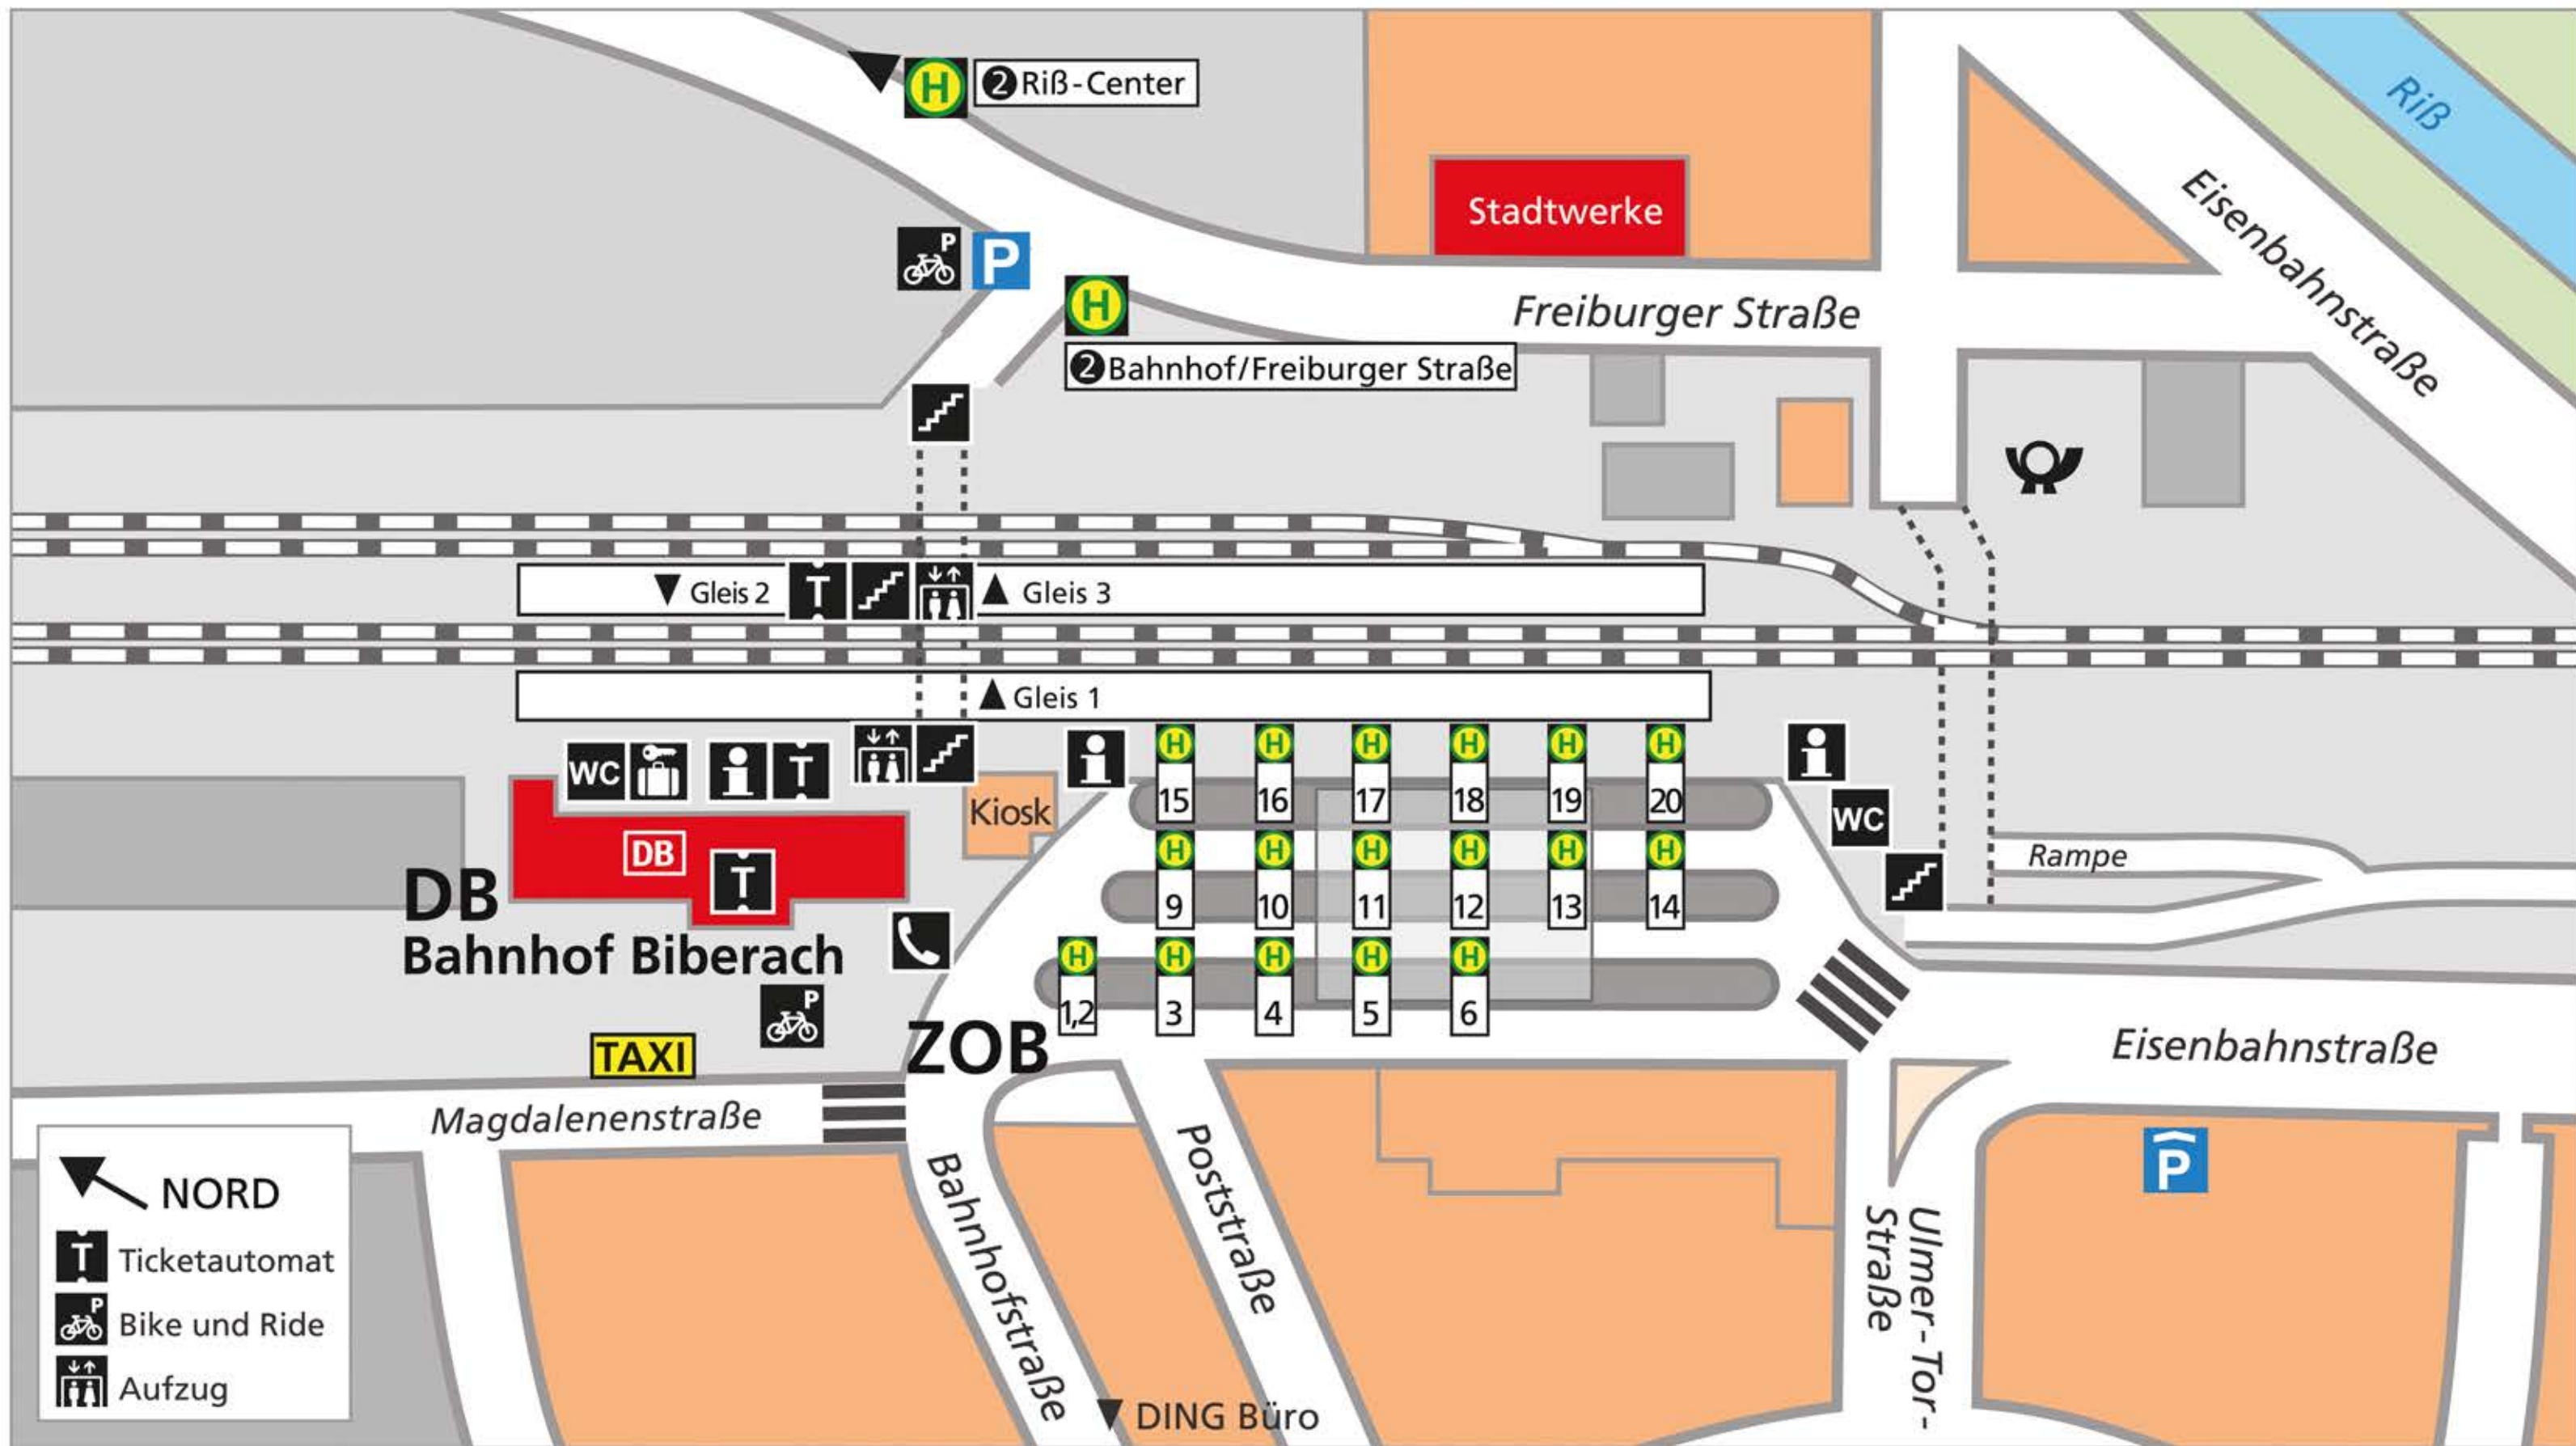 H
❷ Riß-Center
Riß
Stadtwerke
Eisenbahnstraße
P
P
H
Freiburger Straße
❷ Bahnhof/Freiburger Straße
Gleis 2
T
Gleis 3
Gleis 1
WC
T
H H H H H H
15 16 17 18 19 20
WC
Kiosk
DB
T
H H H H H H
9 10 11 12 13 14
Rampe
DB
Bahnhof Biberach
H H H H H
1,2 3 4 5 6
P
ZOB
TAXI
Eisenbahnstraße
Magdalenenstraße
Bahnhofstraße
Poststraße
Ulmer-Tor-
Straße
P
NORD
T Ticketautomat
P Bike und Ride
Aufzug
DING Büro